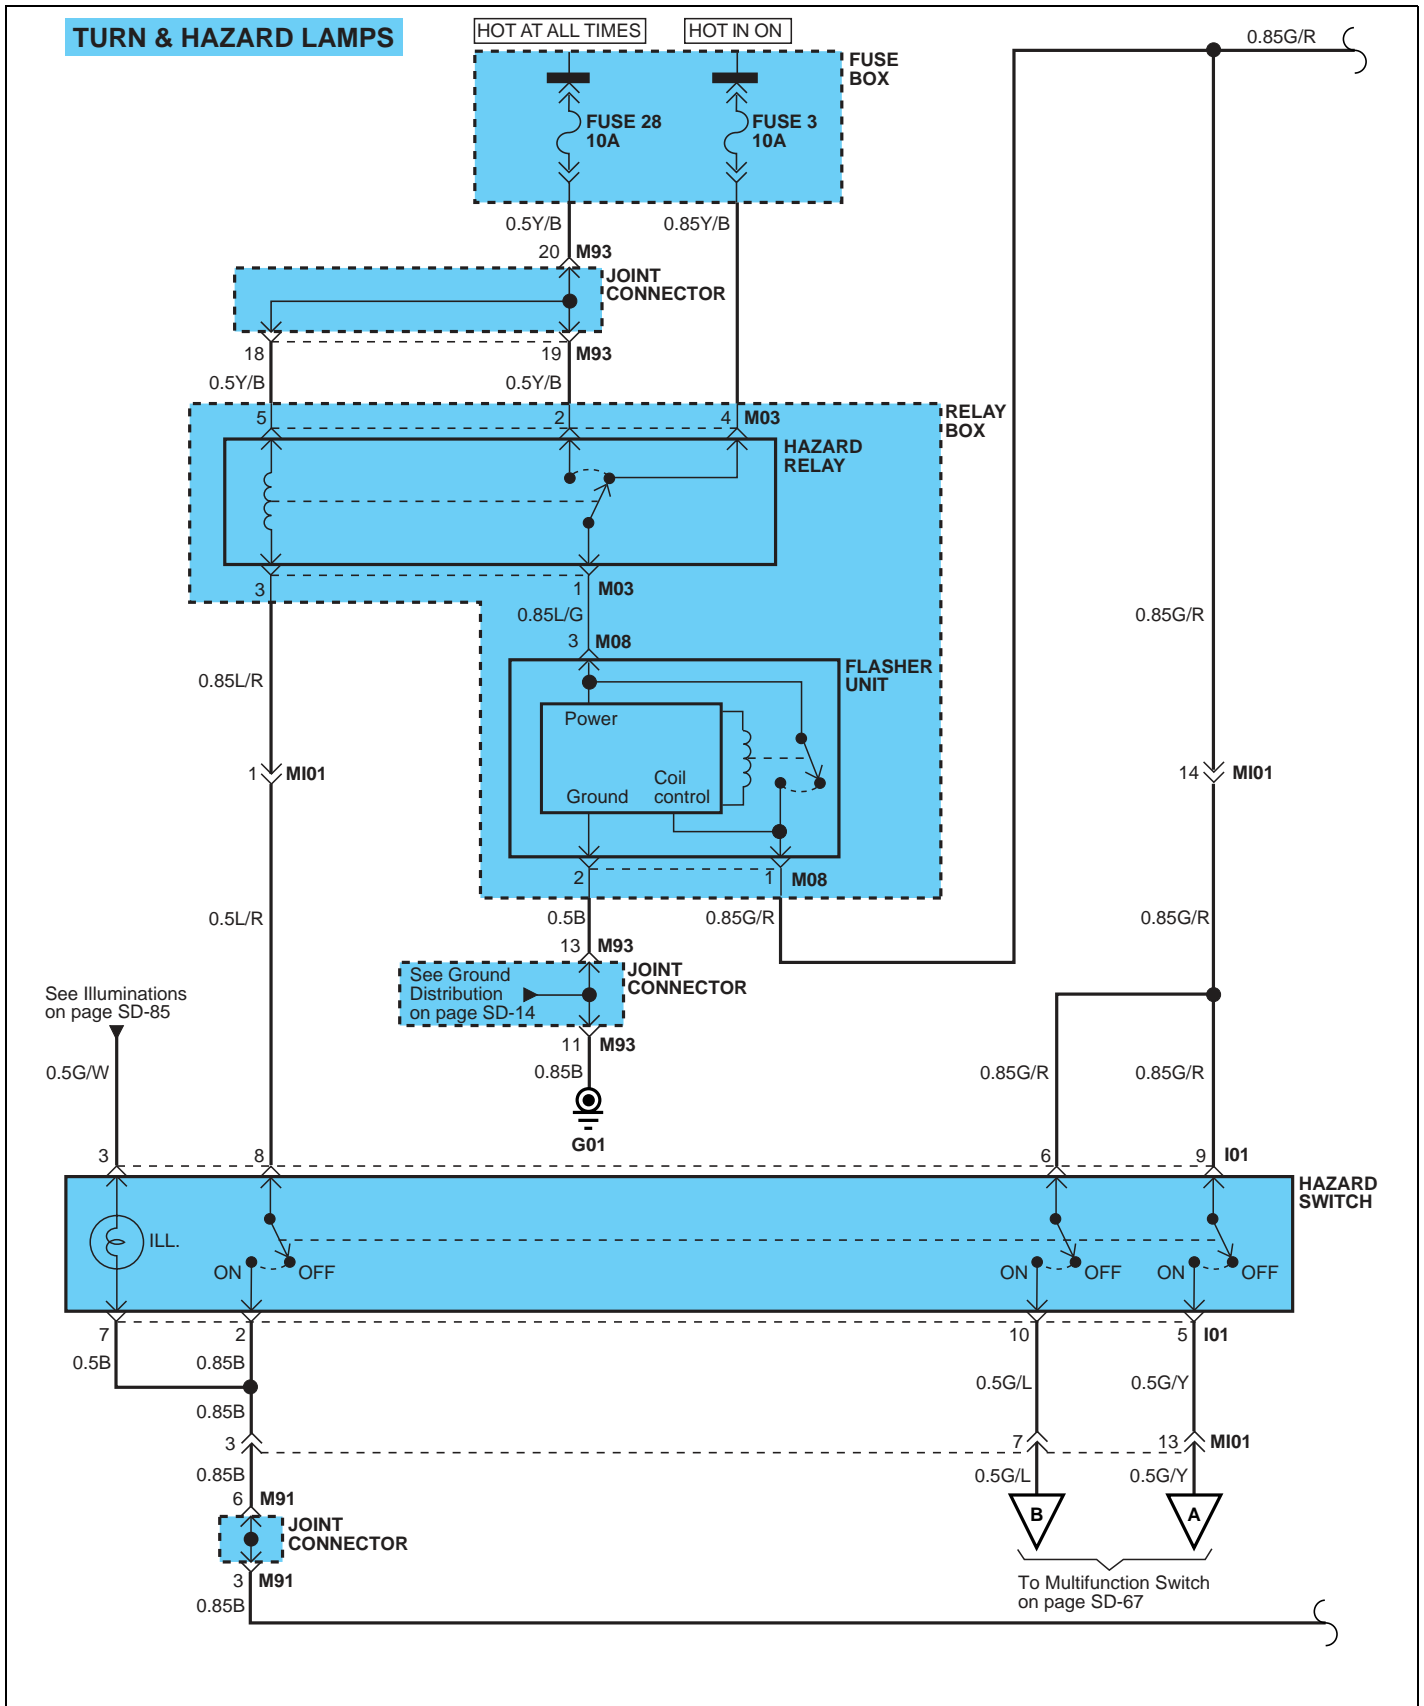 TURN & HAZARD LAMPS
HOT AT ALL TIMES
HOT IN ON
0.85G/R
FUSE
BOX
FUSE 28
10A
FUSE 3
10A
0.5Y/B
0.85Y/B
20 M93
JOINT
CONNECTOR
18
19 M93
0.5Y/B
0.5Y/B
5
2
4 M03
RELAY
BOX
HAZARD
RELAY
3
1 M03
0.85L/G
0.85G/R
3 M08
FLASHER
UNIT
0.85L/R
Power
1 MI01
14 MI01
Coil
control
Ground
2
1 M08
0.5L/R
0.5B
0.85G/R
0.85G/R
13 M93
JOINT
CONNECTOR
See Ground
Distribution
on page SD-14
See Illuminations
on page SD-85
11 M93
0.5G/W
0.85B
0.85G/R
0.85G/R
G01
3
8
6
9 I01
HAZARD
SWITCH
ILL.
ON
OFF
ON
OFF
ON
OFF
7
2
10
5 I01
0.5B
0.85B
0.5G/L
0.5G/Y
0.85B
3
7
13 MI01
0.85B
0.5G/L
0.5G/Y
6 M91
B
A
JOINT
CONNECTOR
3 M91
To Multifunction Switch
on page SD-67
0.85B